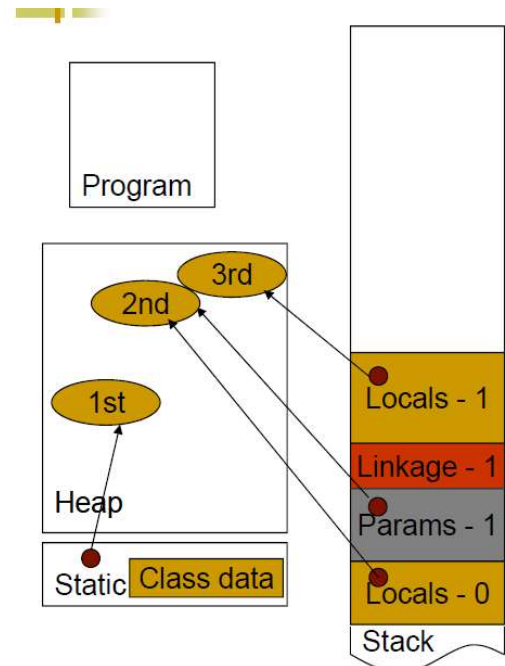 Program
3rd
2nd
1st
Heap
Static
Class data
Locals - 1
Linkage - 1
Params - 1
Locals - 0
Stack